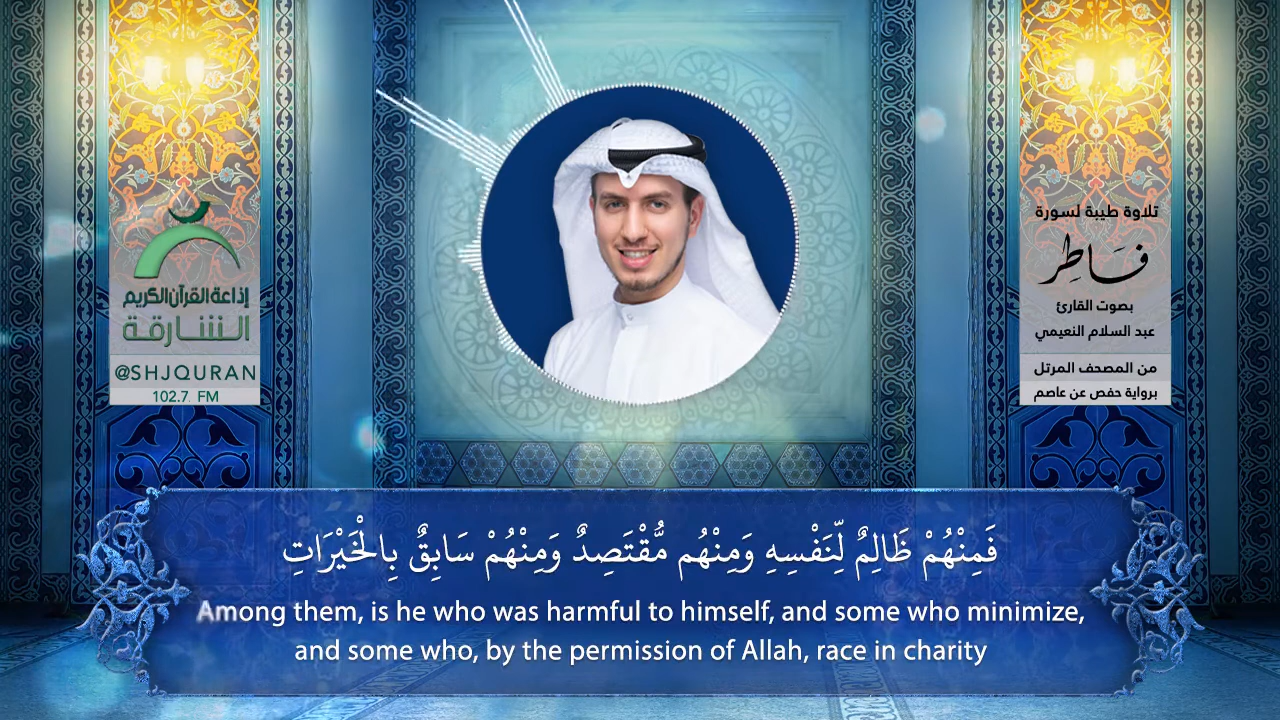 إذاعة القرآن الكريم
الشارقة
@SHJQURAN
102.7 FM
تلاوة طيبة لسورة
فَاطِر
بصوت القارئ
عبد السلام النعيمي
من المصحف المرتل
برواية حفص عن عاصم
فَمِنْهُمْ ظَالِمٌ لِّنَفْسِهِ وَمِنْهُم مُّقْتَصِدٌ وَمِنْهُمْ سَابِقٌ بِالْخَيْرَاتِ
Among them, is he who was harmful to himself, and some who minimize,
and some who, by the permission of Allah, race in charity